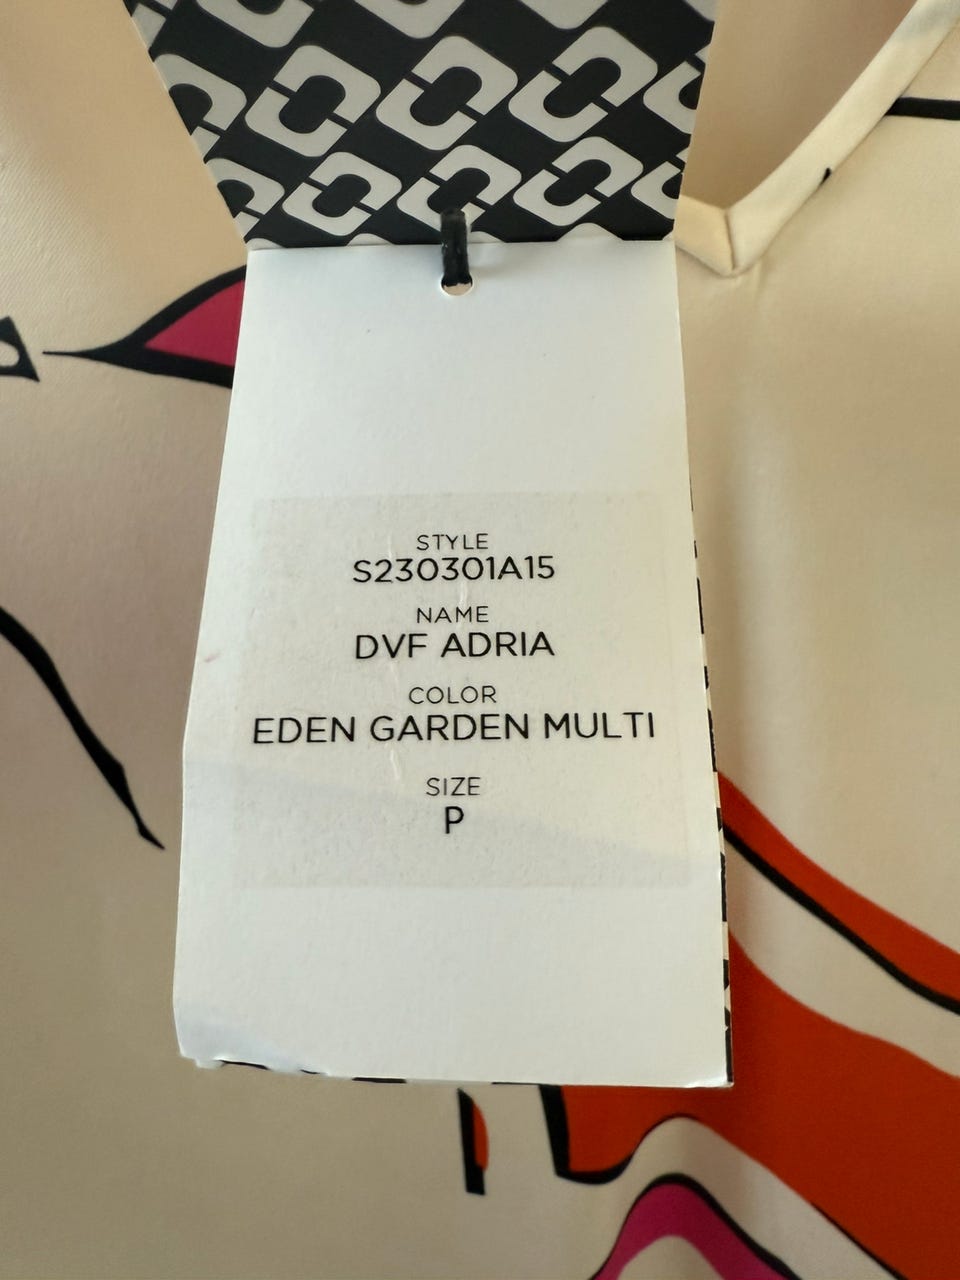 STYLE
S230301A15
NAME
DVF ADRIA
COLOR
EDEN GARDEN MULTI
SIZE
P